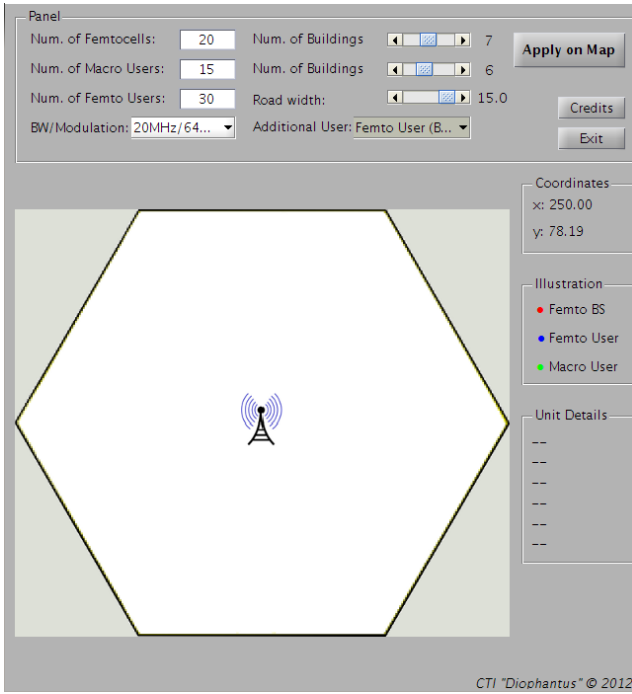 Panel
Num. of Femtocells: 20 Num. of Buildings 7 Apply on Map
Num. of Macro Users: 15 Num. of Buildings 6
Num. of Femto Users: 30 Road width: 15.0 Credits
BW/Modulation: 20MHz/64... Additional User: Femto User (B... Exit
Coordinates
x: 250.00
y: 78.19
Illustration
Femto BS
Femto User
Macro User
Unit Details
--
--
--
--
--
--
CTI "Diophantus" © 2012